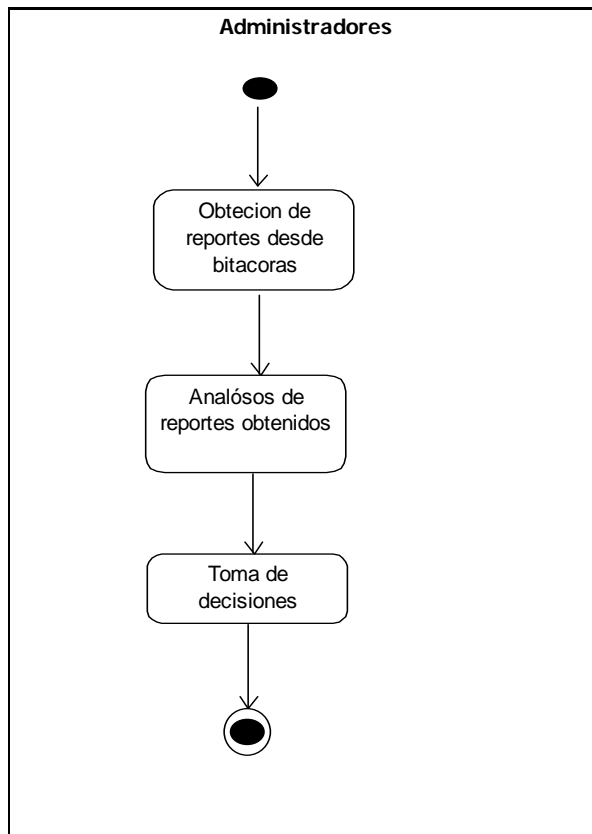 Administradores
Obtecion de
reportes desde
bitacoras
Analósos de
reportes obtenidos
Toma de
decisiones